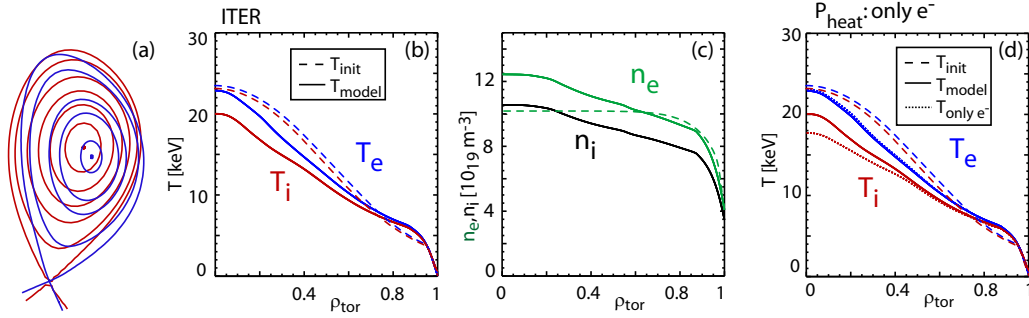 ITER
P_heat: only e⁻
(a)
(b)
(c)
(d)
T [keV]
30
20
10
0
0.4
0.8
1
ρ_tor
T_init
T_model
T_e
T_i
n_e,n_i [10_19 m⁻³]
12
8
4
0
0.4
0.8
1
ρ_tor
n_e
n_i
T [keV]
30
20
10
0
0.4
0.8
1
ρ_tor
T_init
T_model
T_only e⁻
T_e
T_i